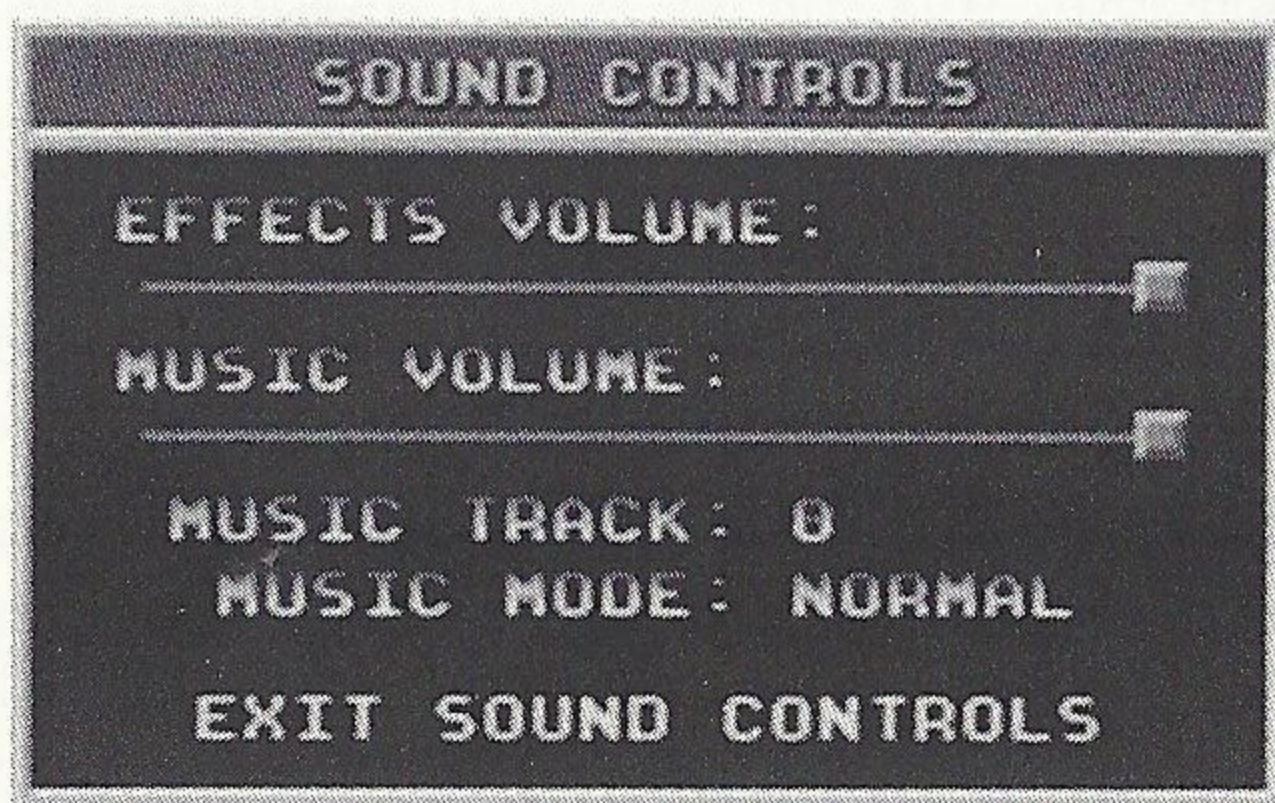 SOUND CONTROLS
EFFECTS VOLUME:
MUSIC VOLUME:
MUSIC TRACK: 0
MUSIC MODE: NORMAL
EXIT SOUND CONTROLS